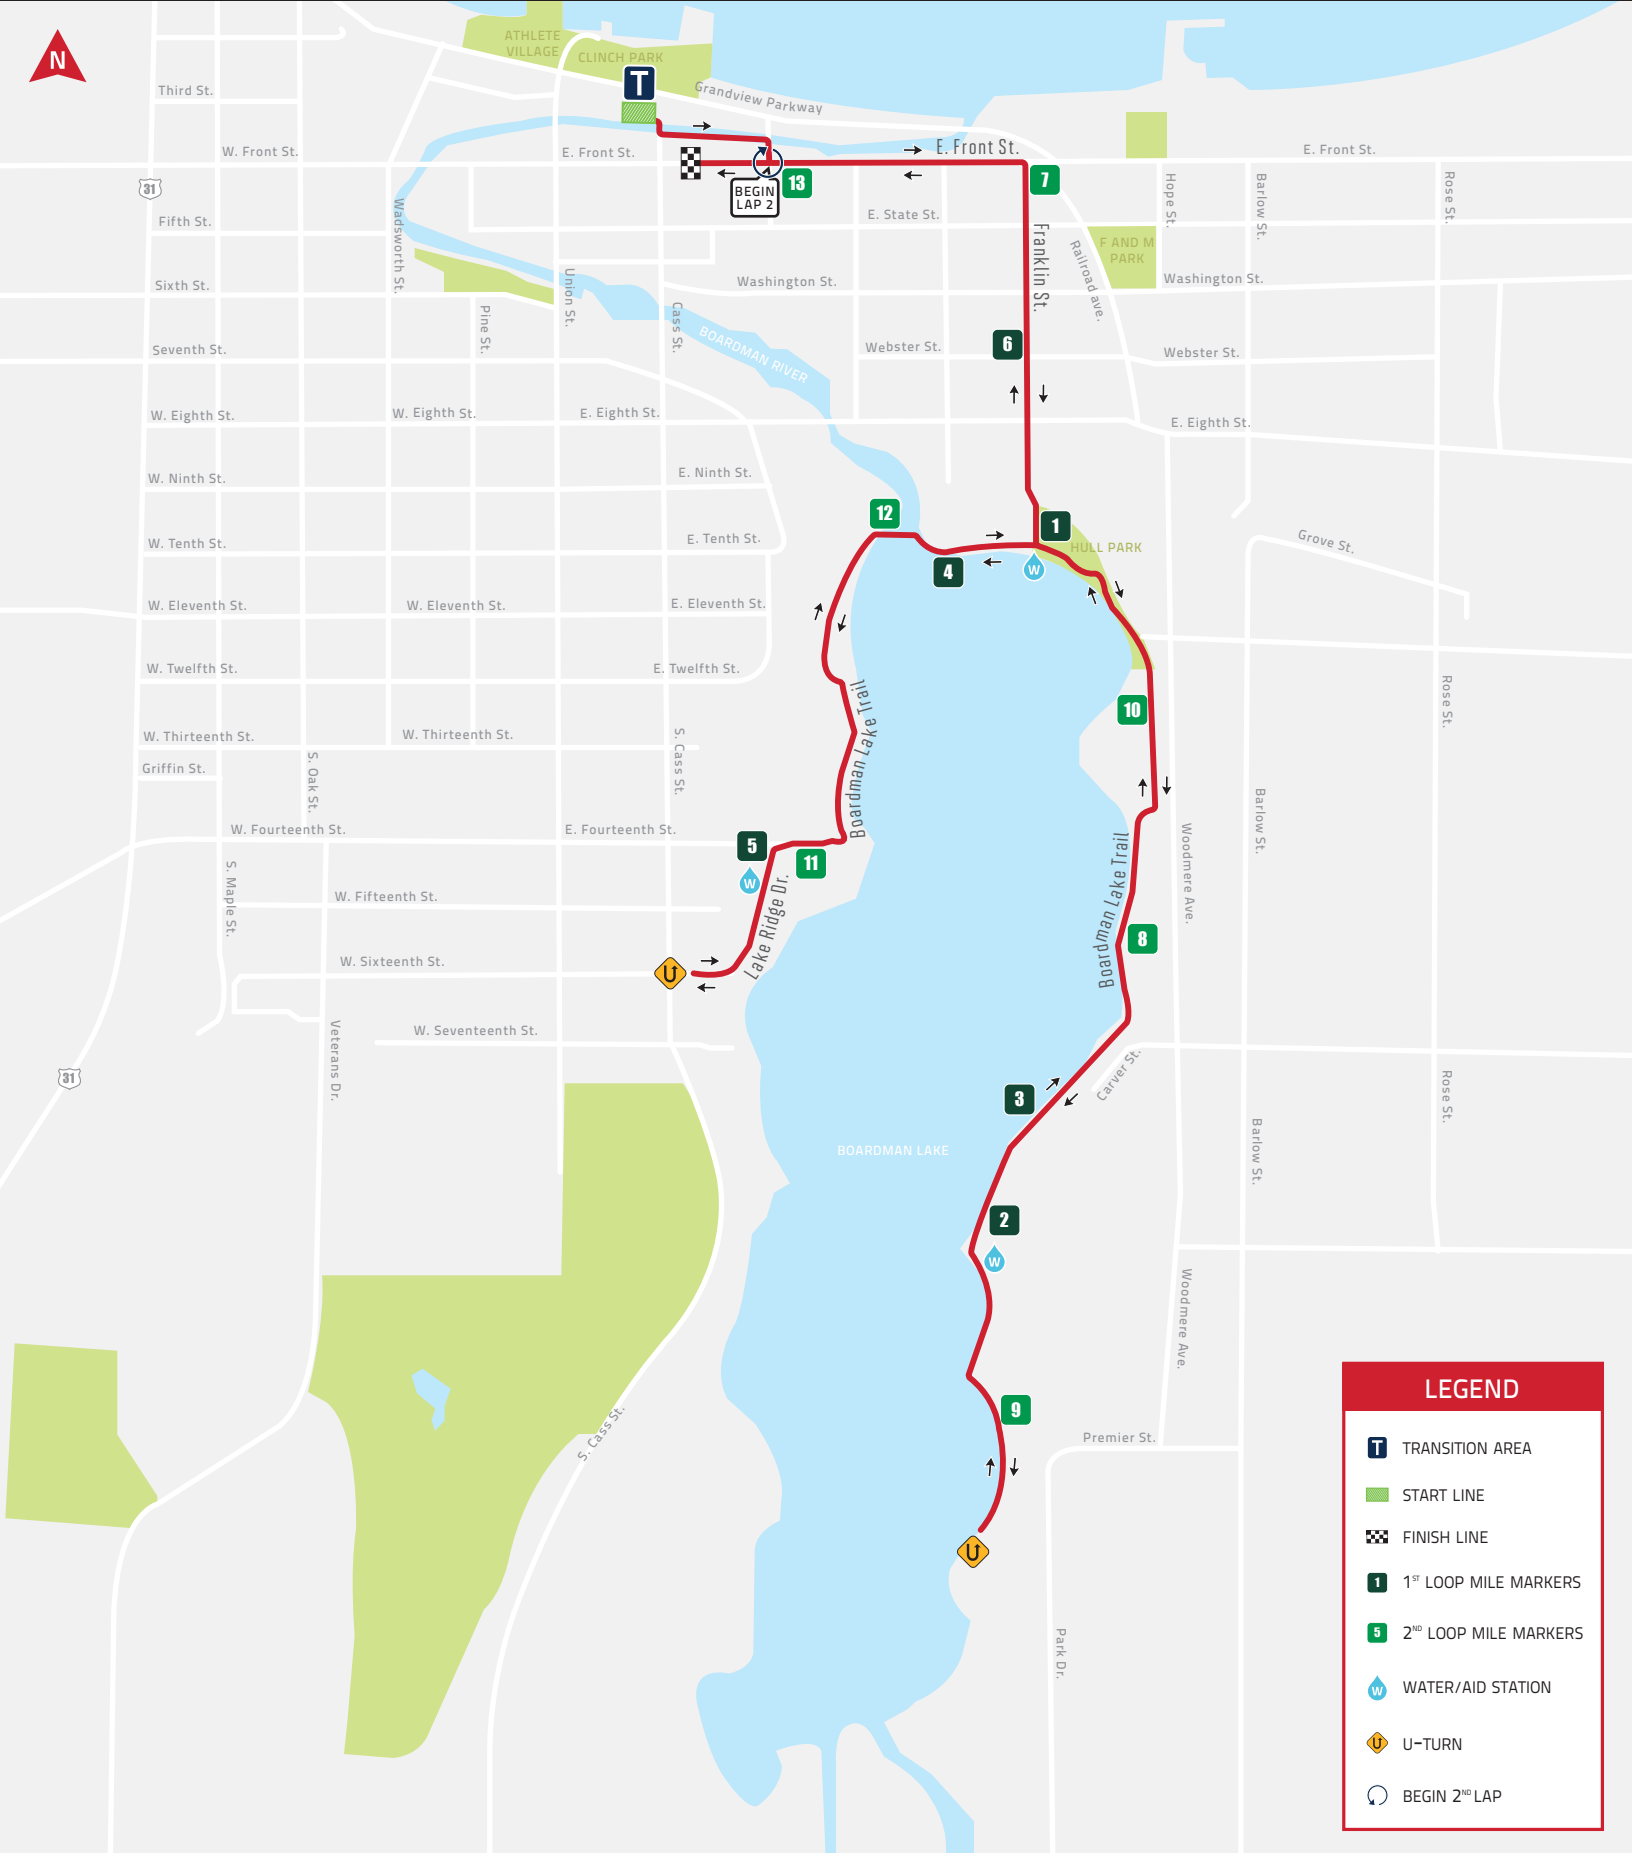 N
ATHLETE
VILLAGE
CLINCH PARK
T
Grandview Parkway
Third St.
W. Front St.
E. Front St.
E. Front St.
E. Front St.
31
BEGIN
LAP 2
13
7
Fifth St.
E. State St.
Hope St.
Barlow St.
Rose St.
Wadsworth St.
Franklin St.
Railroad ave.
F AND M
PARK
Sixth St.
Union St.
Washington St.
Washington St.
Pine St.
Cass St.
BOARDMAN RIVER
6
Seventh St.
Webster St.
Webster St.
W. Eighth St.
W. Eighth St.
E. Eighth St.
E. Eighth St.
W. Ninth St.
E. Ninth St.
12
1
W. Tenth St.
E. Tenth St.
HULL PARK
Grove St.
4
W
W. Eleventh St.
W. Eleventh St.
E. Eleventh St.
W. Twelfth St.
E. Twelfth St.
Boardman Lake Trail
10
Rose St.
W. Thirteenth St.
W. Thirteenth St.
S. Cass St.
Griffin St.
S. Oak St.
W. Fourteenth St.
E. Fourteenth St.
5
11
W
Barlow St.
Woodmere Ave.
Boardman Lake Trail
S. Maple St.
W. Fifteenth St.
Lake Ridge Dr.
8
W. Sixteenth St.
W. Seventeenth St.
Veterans Dr.
31
Carver St.
3
Rose St.
BOARDMAN LAKE
Barlow St.
2
W
Woodmere Ave.
9
S. Cass St.
Premier St.
Park Dr.
LEGEND
T TRANSITION AREA
START LINE
FINISH LINE
1 1ST LOOP MILE MARKERS
5 2ND LOOP MILE MARKERS
W WATER/AID STATION
U-TURN
BEGIN 2ND LAP